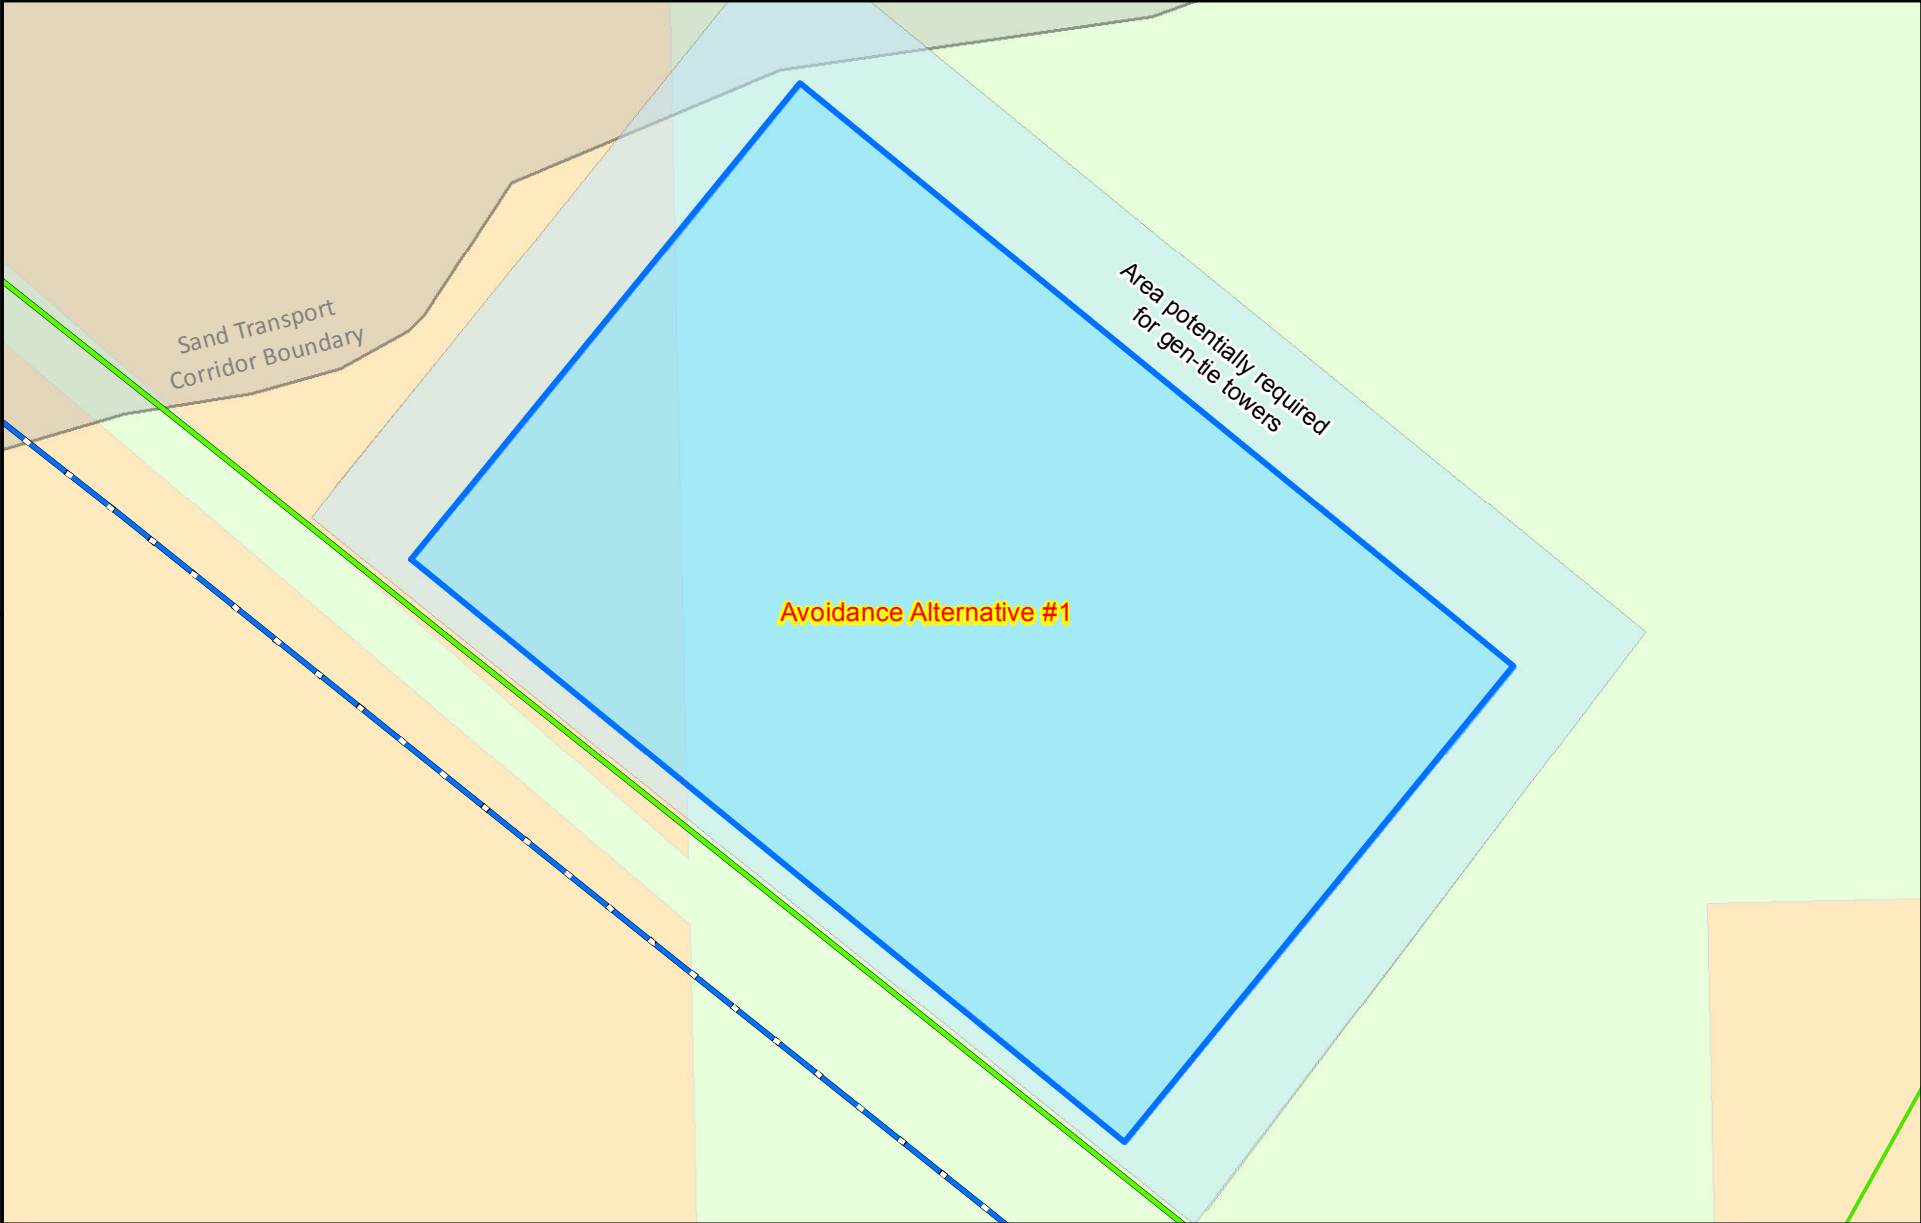 Area potentially required
for gen-tie towers
Sand Transport
Corridor Boundary
Avoidance Alternative #1